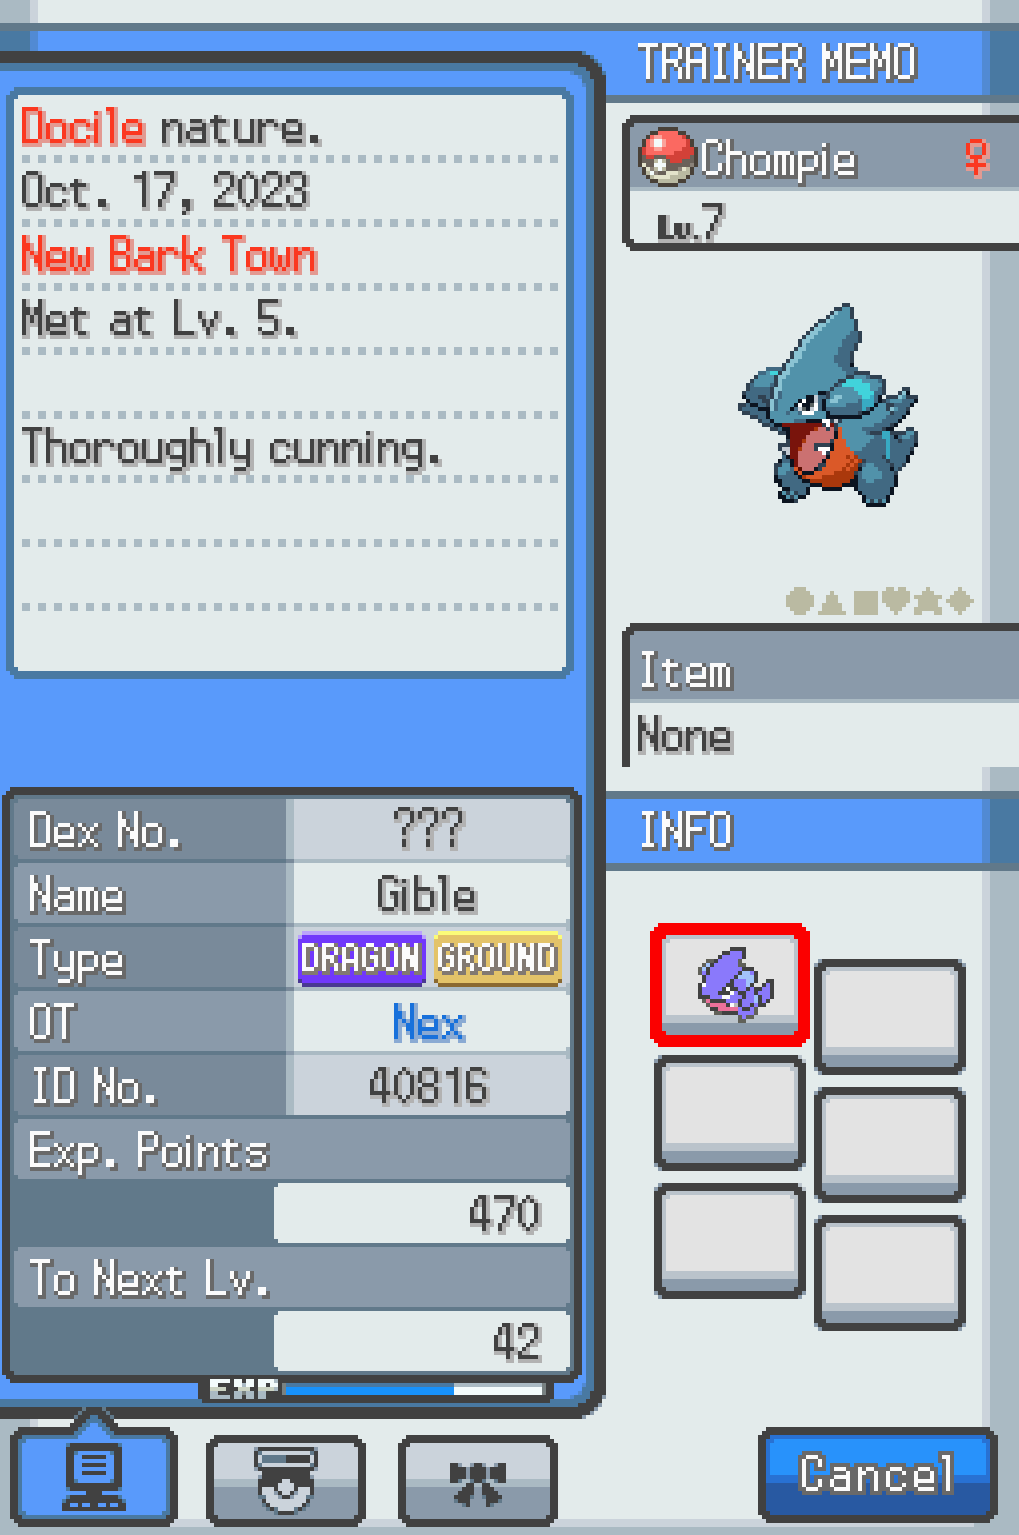 TRAINER MEMO
Docile nature.
Oct. 17, 2023
New Bark Town
Met at Lv. 5.
Thoroughly cunning.
Chompie ♀
Lv.7
Item
None
INFO
Dex No. ???
Name Gible
Type DRAGON GROUND
OT Nex
ID No. 40816
Exp. Points
470
To Next Lv.
42
EXP
Cancel